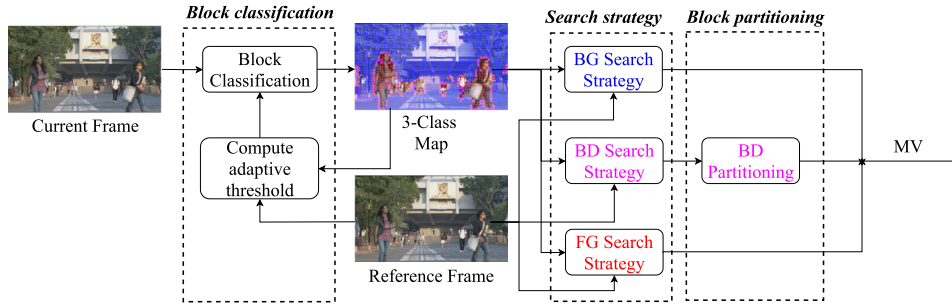 Block classification
Search strategy
Block partitioning
Current Frame
Block
Classification
Compute
adaptive
threshold
3-Class
Map
Reference Frame
BG Search
Strategy
BD Search
Strategy
FG Search
Strategy
BD
Partitioning
MV